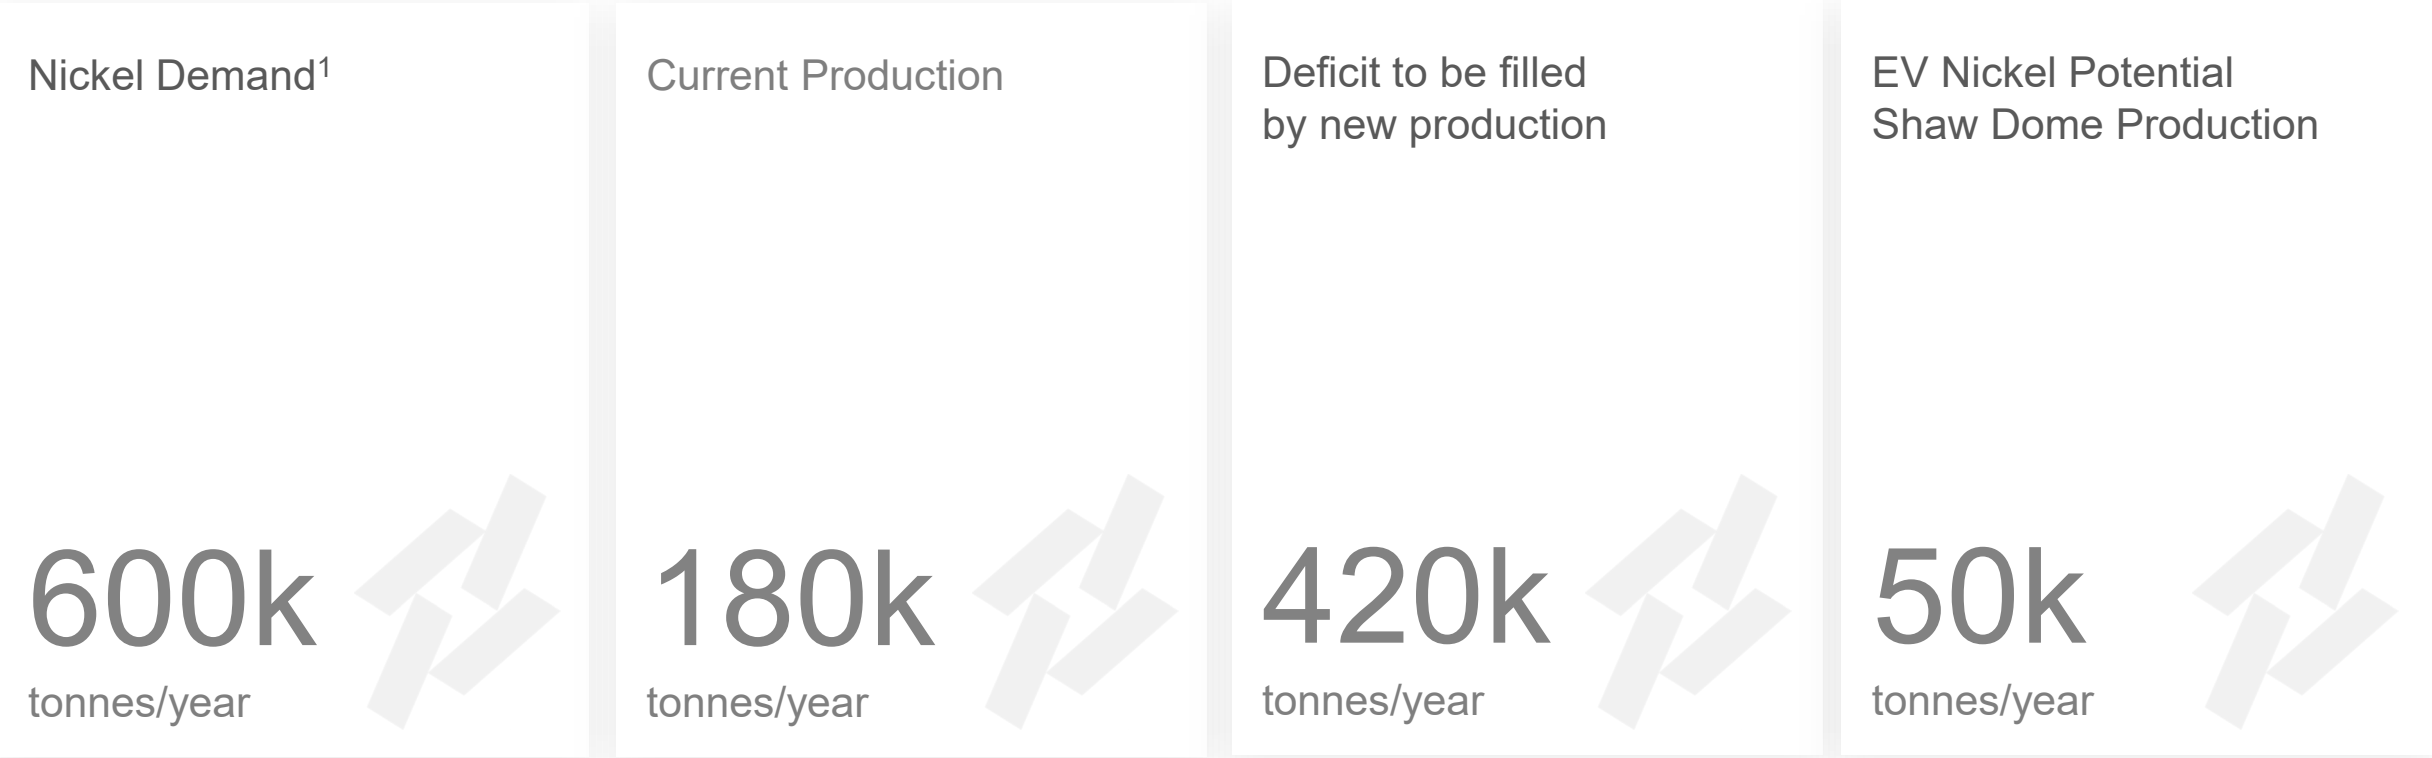 Nickel Demand¹
600k
tonnes/year
Current Production
180k
tonnes/year
Deficit to be filled
by new production
420k
tonnes/year
EV Nickel Potential
Shaw Dome Production
50k
tonnes/year